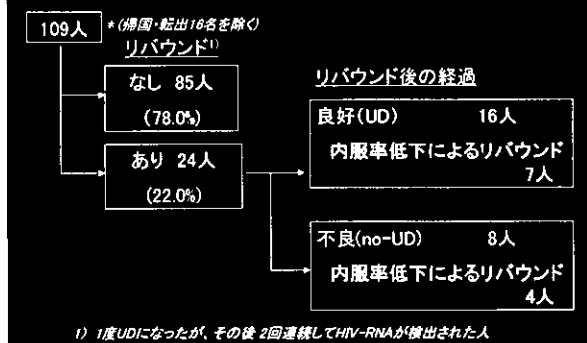 109人 *(帰国・転出16名を除く)
リバウンド1)
なし 85人
(78.0%)
あり 24人
(22.0%)
リバウンド後の経過
良好(UD) 16人
内服率低下によるリバウンド
7人
不良(no-UD) 8人
内服率低下によるリバウンド
4人
1) 1度UDになったが、その後2回連続してHIV-RNAが検出された人